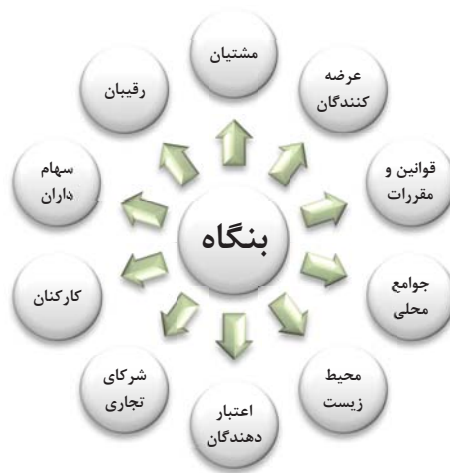 مشتیان
عرضه
کنندگان
قوانین و
مقررات
جوامع
محلی
محیط
زیست
اعتبار
دهندگان
شرکای
تجاری
کارکنان
سهام
داران
رقیبان
بنگاه